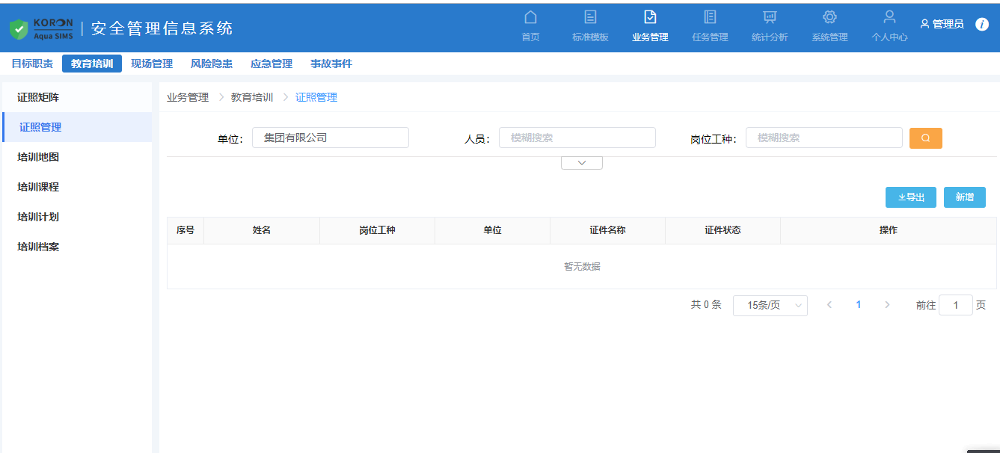 KORON
Aqua SIMS
安全管理信息系统
首页 标准模板 业务管理 任务管理 统计分析 系统管理 个人中心 管理员
目标职责 教育培训 现场管理 风险隐患 应急管理 事故事件
证照矩阵
证照管理
培训地图
培训课程
培训计划
培训档案
业务管理 > 教育培训 > 证照管理
单位: 集团有限公司 人员: 模糊搜索 岗位工种: 模糊搜索
导出 新增
序号 姓名 岗位工种 单位 证件名称 证件状态 操作
暂无数据
共 0 条 15条/页 < 1 > 前往 1 页